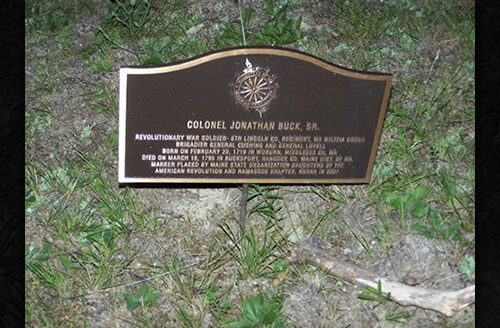 COLONEL JONATHAN BUCK, SR.
REVOLUTIONARY WAR SOLDIER- 5TH LINCOLN CO. REGIMENT, MA MILITIA UNDER
BRIGADIER GENERAL CUSHING AND GENERAL LOVELL
BORN ON FEBRUARY 20, 1719 IN WOBURN, MIDDLESEX CO. MA
DIED ON MARCH 18, 1795 IN BUCKSPORT, HANCOCK CO. MAINE DIST. OF MA.
MARKER PLACED BY MAINE STATE ORGANIZATION DAUGHTERS OF THE
AMERICAN REVOLUTION AND RAMASSOC CHAPTER, NSDAR IN 2007